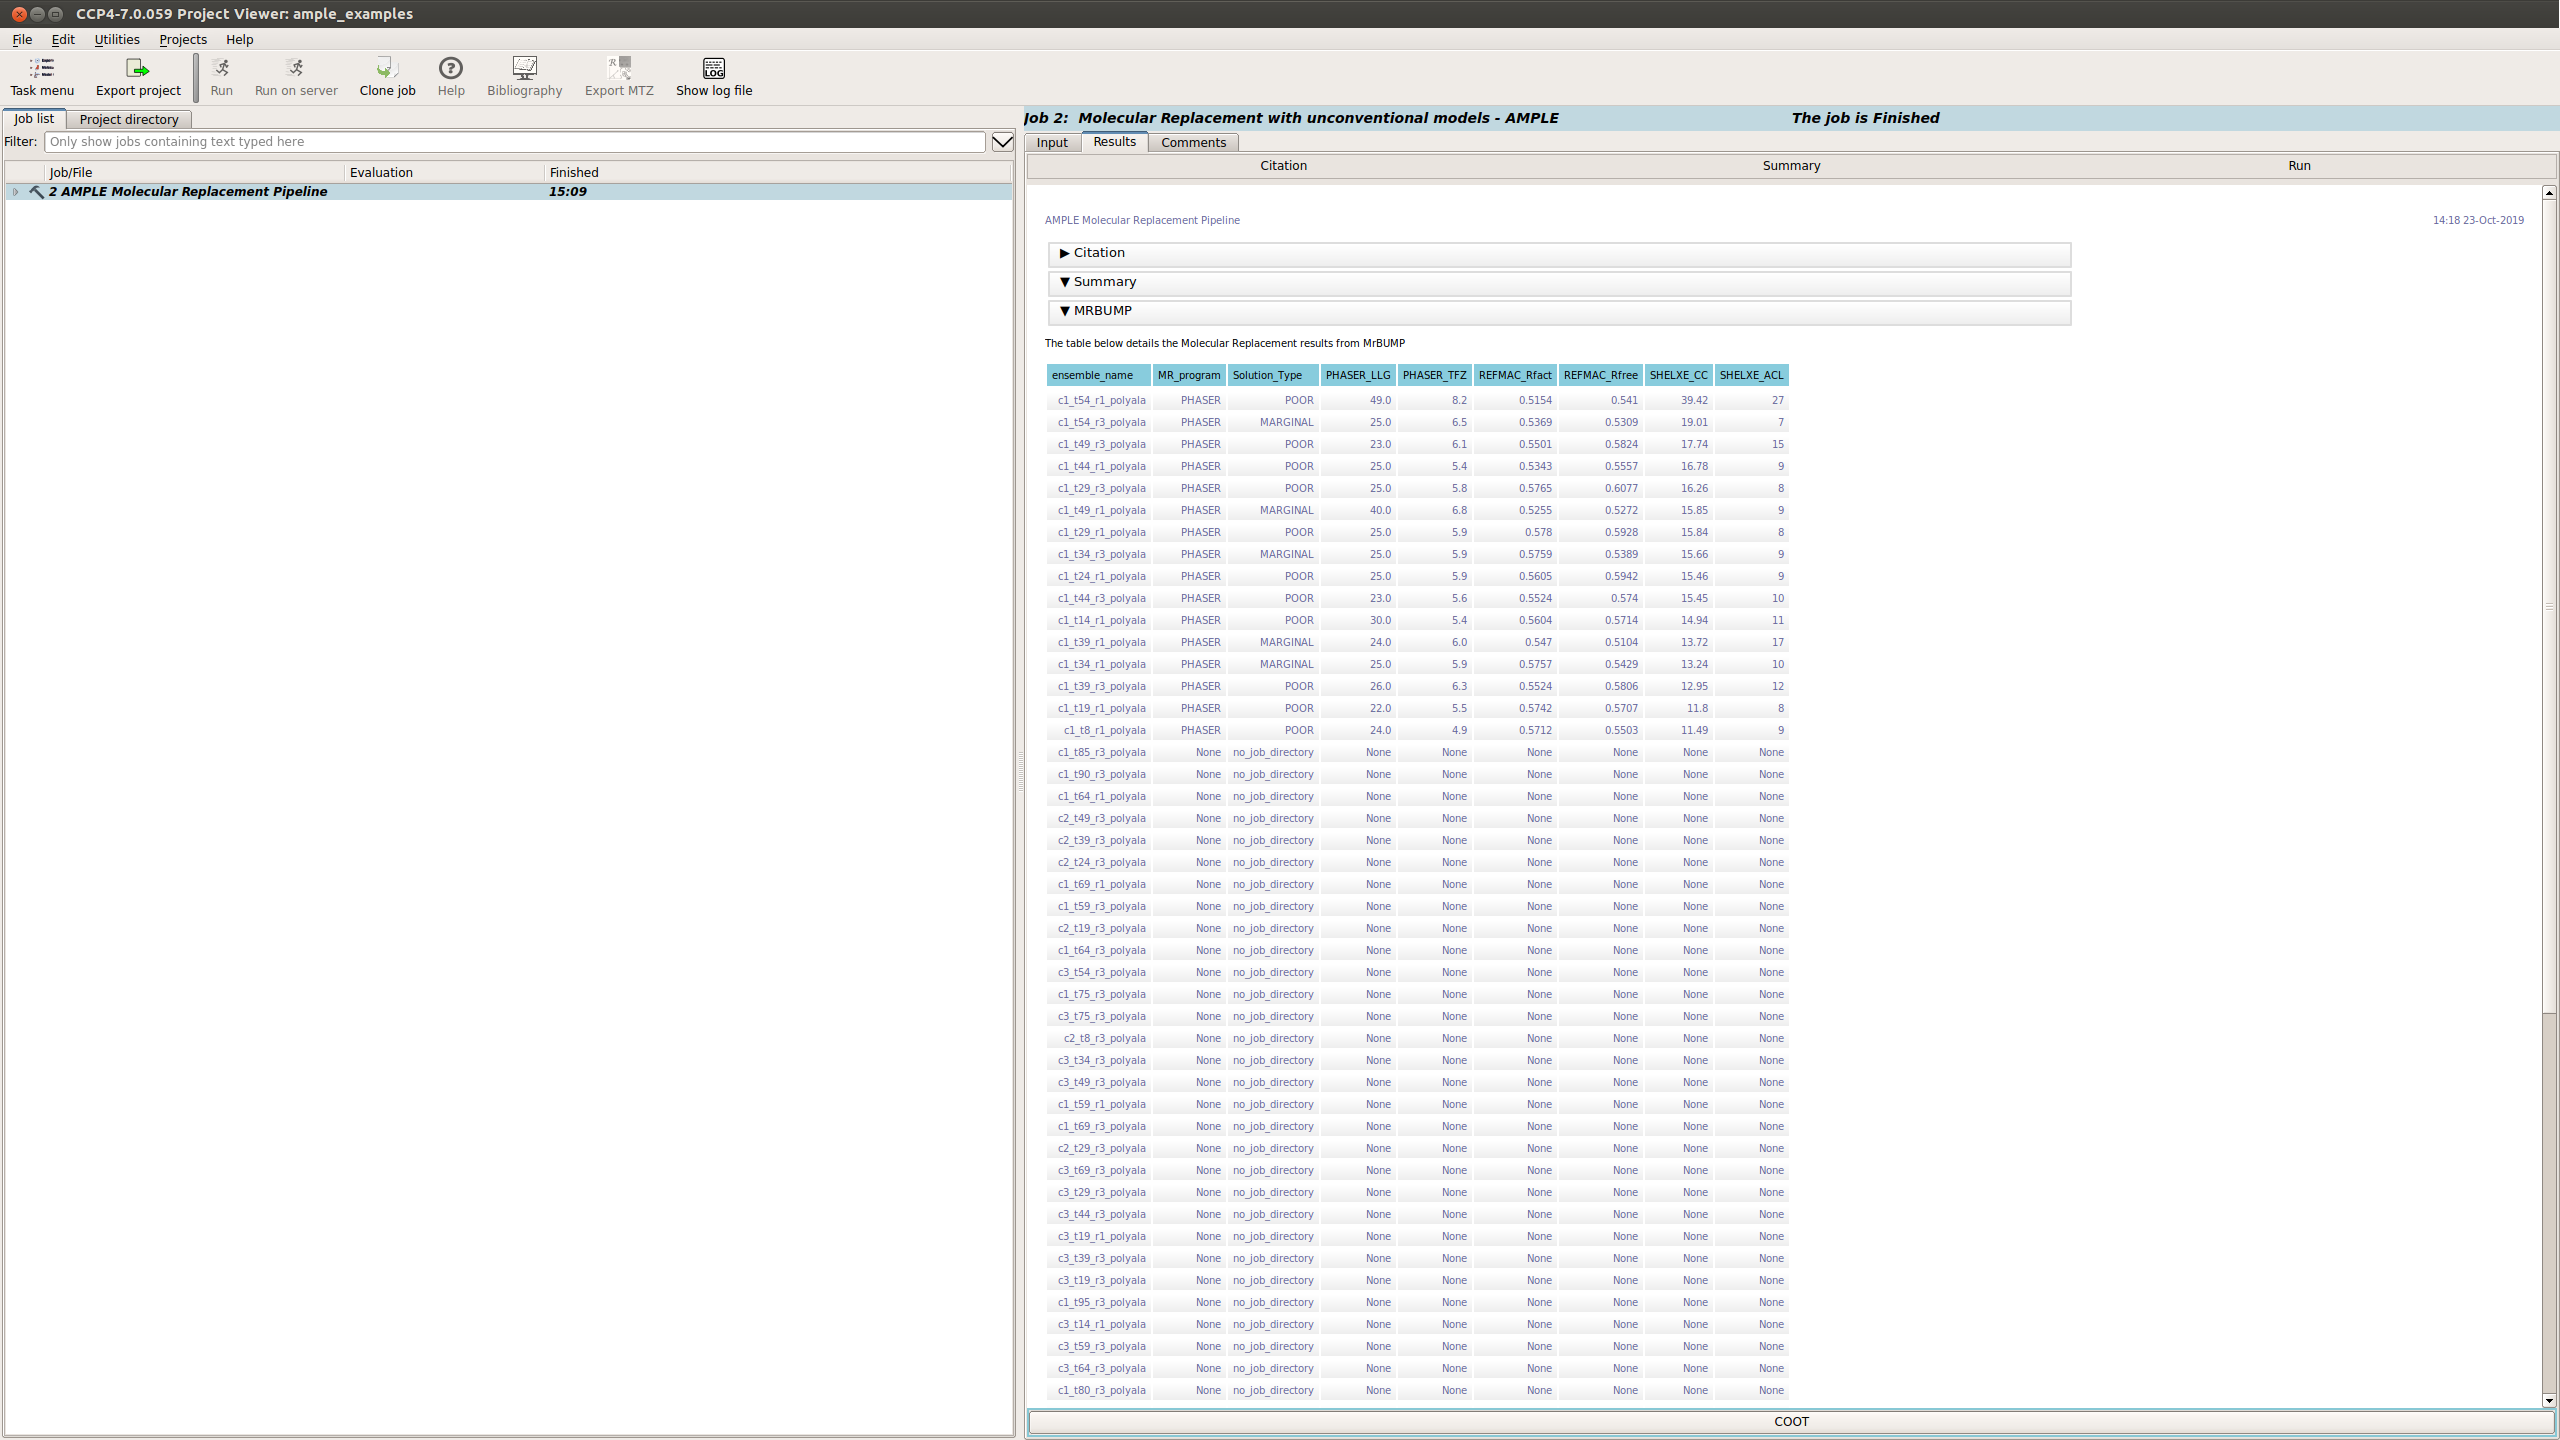 CCP4-7.0.059 Project Viewer: ample_examples
File Edit Utilities Projects Help
Task menu Export project Run Run on server Clone job Help Bibliography Export MTZ Show log file
Job list Project directory
Filter: Only show jobs containing text typed here
Job/File Evaluation Finished
2 AMPLE Molecular Replacement Pipeline 15:09
Job 2: Molecular Replacement with unconventional models - AMPLE The job is Finished
Input Results Comments
Citation Summary Run
AMPLE Molecular Replacement Pipeline 14:18 23-Oct-2019
▶ Citation
▼ Summary
▼ MRBUMP
The table below details the Molecular Replacement results from MrBUMP
ensemble_name MR_program Solution_Type PHASER_LLG PHASER_TFZ REFMAC_Rfact REFMAC_Rfree SHELXE_CC SHELXE_ACL
c1_t54_r1_polyala PHASER POOR 49.0 8.2 0.5154 0.541 39.42 27
c1_t54_r3_polyala PHASER MARGINAL 25.0 6.5 0.5369 0.5309 19.01 7
c1_t49_r3_polyala PHASER POOR 23.0 6.1 0.5501 0.5824 17.74 15
c1_t44_r1_polyala PHASER POOR 25.0 5.4 0.5343 0.5557 16.78 9
c1_t29_r3_polyala PHASER POOR 25.0 5.8 0.5765 0.6077 16.26 8
c1_t49_r1_polyala PHASER MARGINAL 40.0 6.8 0.5255 0.5272 15.85 9
c1_t29_r1_polyala PHASER POOR 25.0 5.9 0.578 0.5928 15.84 8
c1_t34_r3_polyala PHASER MARGINAL 25.0 5.9 0.5759 0.5389 15.66 9
c1_t24_r1_polyala PHASER POOR 25.0 5.9 0.5605 0.5942 15.46 9
c1_t44_r3_polyala PHASER POOR 23.0 5.6 0.5524 0.574 15.45 10
c1_t14_r1_polyala PHASER POOR 30.0 5.4 0.5604 0.5714 14.94 11
c1_t39_r1_polyala PHASER MARGINAL 24.0 6.0 0.547 0.5104 13.72 17
c1_t34_r1_polyala PHASER MARGINAL 25.0 5.9 0.5757 0.5429 13.24 10
c1_t39_r3_polyala PHASER POOR 26.0 6.3 0.5524 0.5806 12.95 12
c1_t19_r1_polyala PHASER POOR 22.0 5.5 0.5742 0.5707 11.8 8
c1_t8_r1_polyala PHASER POOR 24.0 4.9 0.5712 0.5503 11.49 9
c1_t85_r3_polyala None no_job_directory None None None None None None
c1_t90_r3_polyala None no_job_directory None None None None None None
c1_t64_r1_polyala None no_job_directory None None None None None None
c2_t49_r3_polyala None no_job_directory None None None None None None
c2_t39_r3_polyala None no_job_directory None None None None None None
c2_t24_r3_polyala None no_job_directory None None None None None None
c1_t69_r1_polyala None no_job_directory None None None None None None
c1_t59_r3_polyala None no_job_directory None None None None None None
c2_t19_r3_polyala None no_job_directory None None None None None None
c1_t64_r3_polyala None no_job_directory None None None None None None
c3_t54_r3_polyala None no_job_directory None None None None None None
c1_t75_r3_polyala None no_job_directory None None None None None None
c3_t75_r3_polyala None no_job_directory None None None None None None
c2_t8_r3_polyala None no_job_directory None None None None None None
c3_t34_r3_polyala None no_job_directory None None None None None None
c3_t49_r3_polyala None no_job_directory None None None None None None
c1_t59_r1_polyala None no_job_directory None None None None None None
c1_t69_r3_polyala None no_job_directory None None None None None None
c2_t29_r3_polyala None no_job_directory None None None None None None
c3_t69_r3_polyala None no_job_directory None None None None None None
c3_t29_r3_polyala None no_job_directory None None None None None None
c3_t44_r3_polyala None no_job_directory None None None None None None
c3_t19_r1_polyala None no_job_directory None None None None None None
c3_t39_r3_polyala None no_job_directory None None None None None None
c3_t19_r3_polyala None no_job_directory None None None None None None
c1_t95_r3_polyala None no_job_directory None None None None None None
c3_t14_r1_polyala None no_job_directory None None None None None None
c3_t59_r3_polyala None no_job_directory None None None None None None
c3_t64_r3_polyala None no_job_directory None None None None None None
c1_t80_r3_polyala None no_job_directory None None None None None None
COOT